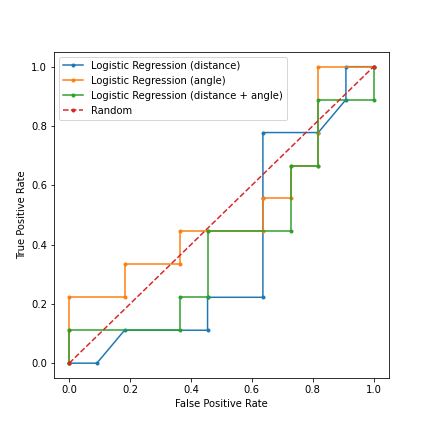 Logistic Regression (distance)
Logistic Regression (angle)
Logistic Regression (distance + angle)
Random
1.0
0.8
0.6
0.4
0.2
0.0
True Positive Rate
0.0 0.2 0.4 0.6 0.8 1.0
False Positive Rate